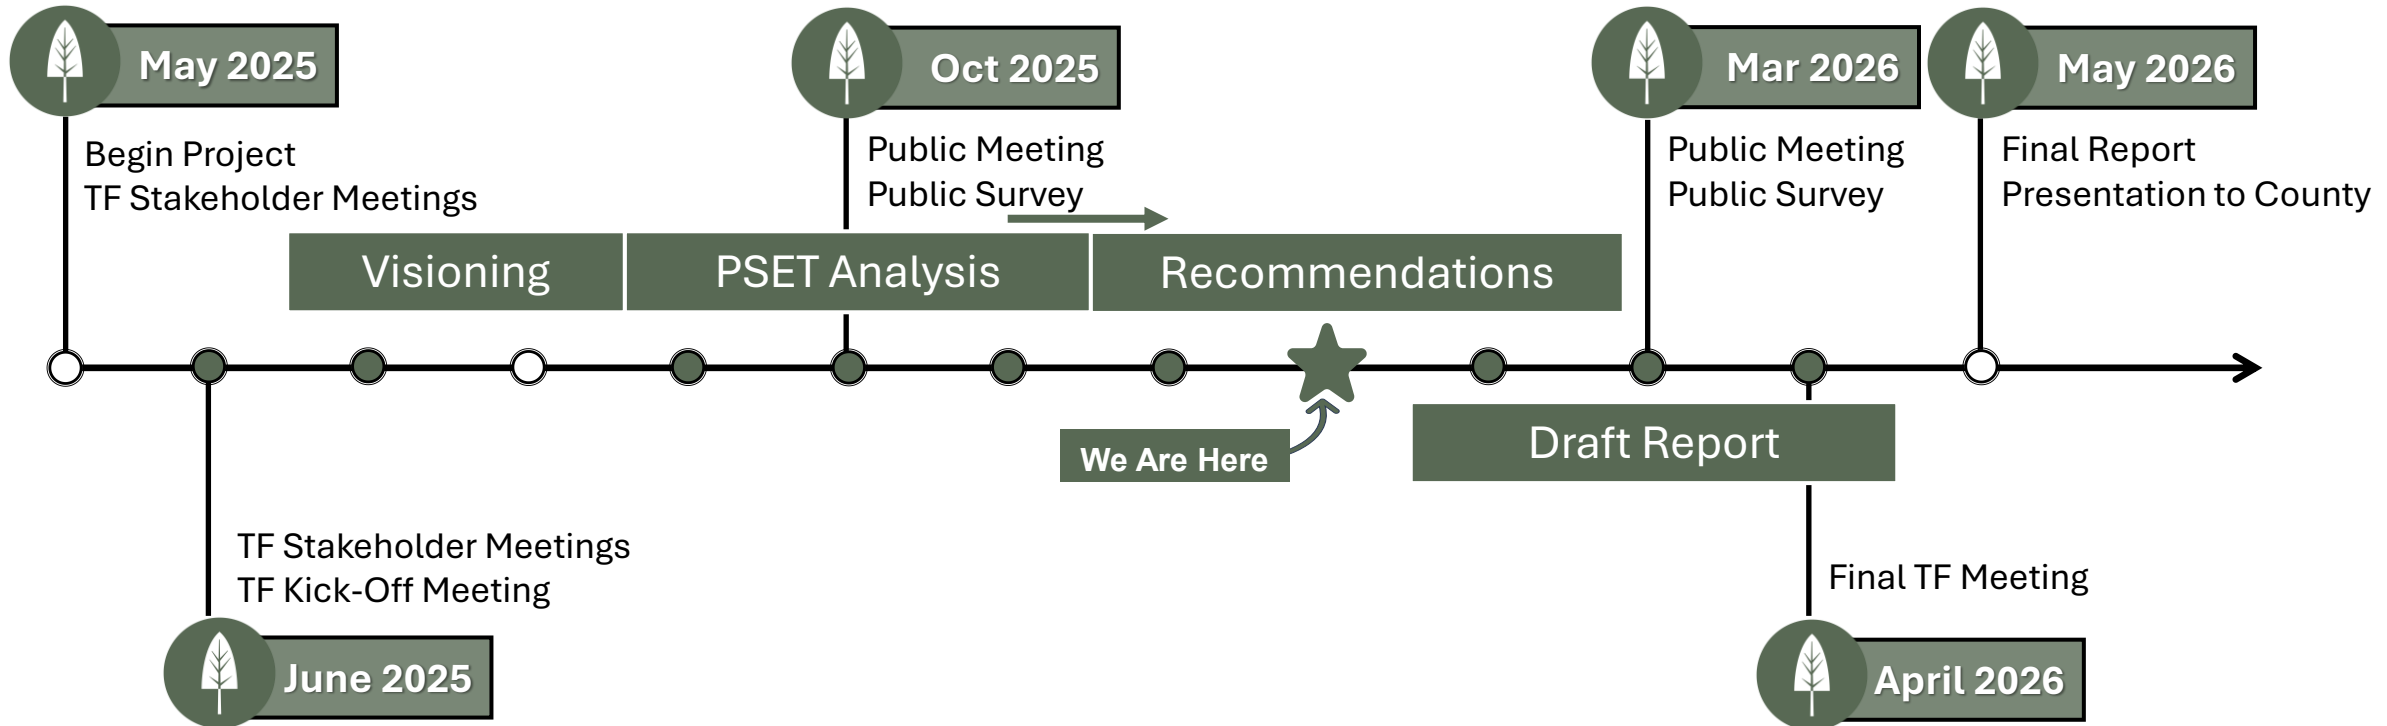 May 2025
Begin Project
TF Stakeholder Meetings
Oct 2025
Public Meeting
Public Survey
Mar 2026
Public Meeting
Public Survey
May 2026
Final Report
Presentation to County
Visioning
PSET Analysis
Recommendations
We Are Here
Draft Report
TF Stakeholder Meetings
TF Kick-Off Meeting
June 2025
Final TF Meeting
April 2026